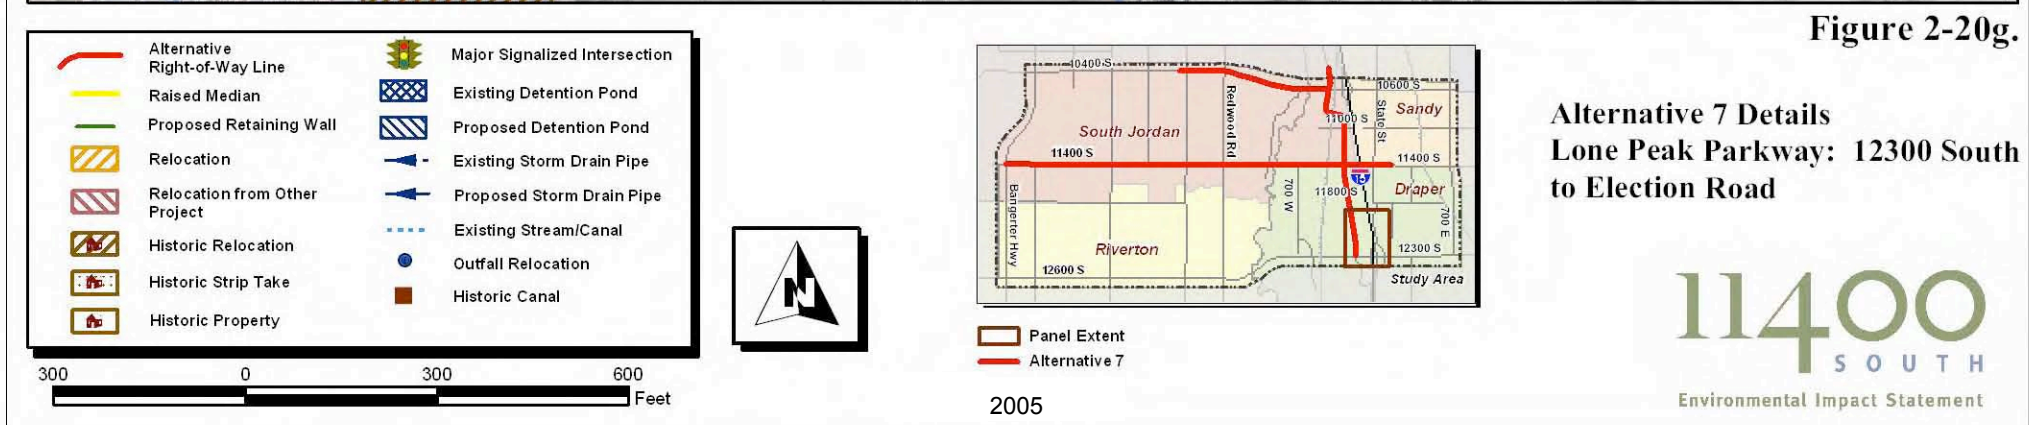 Figure 2-20g.
Alternative
Right-of-Way Line
Raised Median
Proposed Retaining Wall
Relocation
Relocation from Other
Project
Historic Relocation
Historic Strip Take
Historic Property
Major Signalized Intersection
Existing Detention Pond
Proposed Detention Pond
Existing Storm Drain Pipe
Proposed Storm Drain Pipe
Existing Stream/Canal
Outfall Relocation
Historic Canal
300 0 300 600
Feet
N
10400 S
10600 S
Sandy
State St
Redwood Rd
11000 S
South Jordan
11400 S
11400 S
15
Bangerter Hwy
700 W
11800 S
Draper
700 E
Riverton
12300 S
12600 S
Study Area
Panel Extent
Alternative 7
2005
Alternative 7 Details
Lone Peak Parkway: 12300 South
to Election Road
11400
SOUTH
Environmental Impact Statement